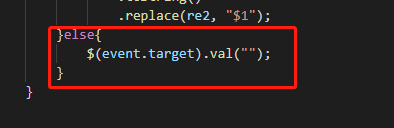 .replace(re2, "$1");
}else{
$(event.target).val("");
}
}